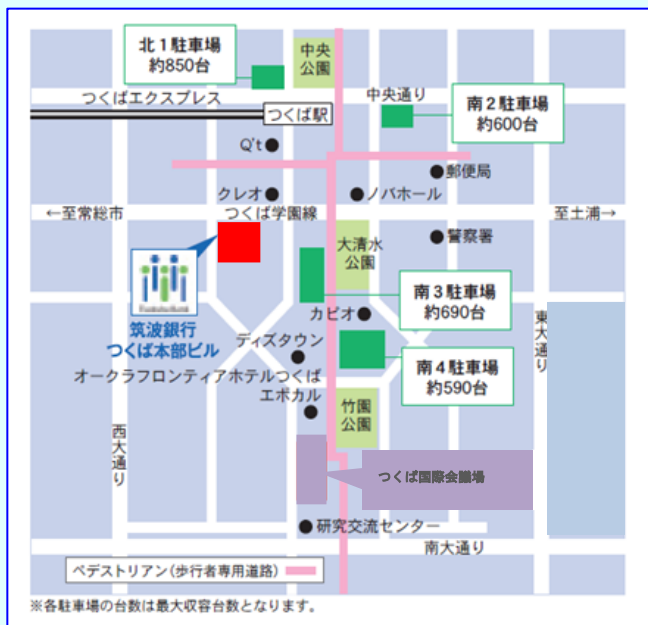 北1駐車場
約850台
中央
公園
つくばエクスプレス
中央通り
つくば駅
南2駐車場
約600台
Q't
郵便局
クレオ
ノバホール
←至常総市
つくば学園線
至土浦→
大清水
公園
警察署
筑波銀行
つくば本部ビル
南3駐車場
約690台
カピオ
東大通り
ディズタウン
南4駐車場
約590台
オークラフロンティアホテルつくば
エポカル
竹園
公園
西大通り
つくば国際会議場
研究交流センター
南大通り
ペデストリアン(歩行者専用道路)
※各駐車場の台数は最大収容台数となります。